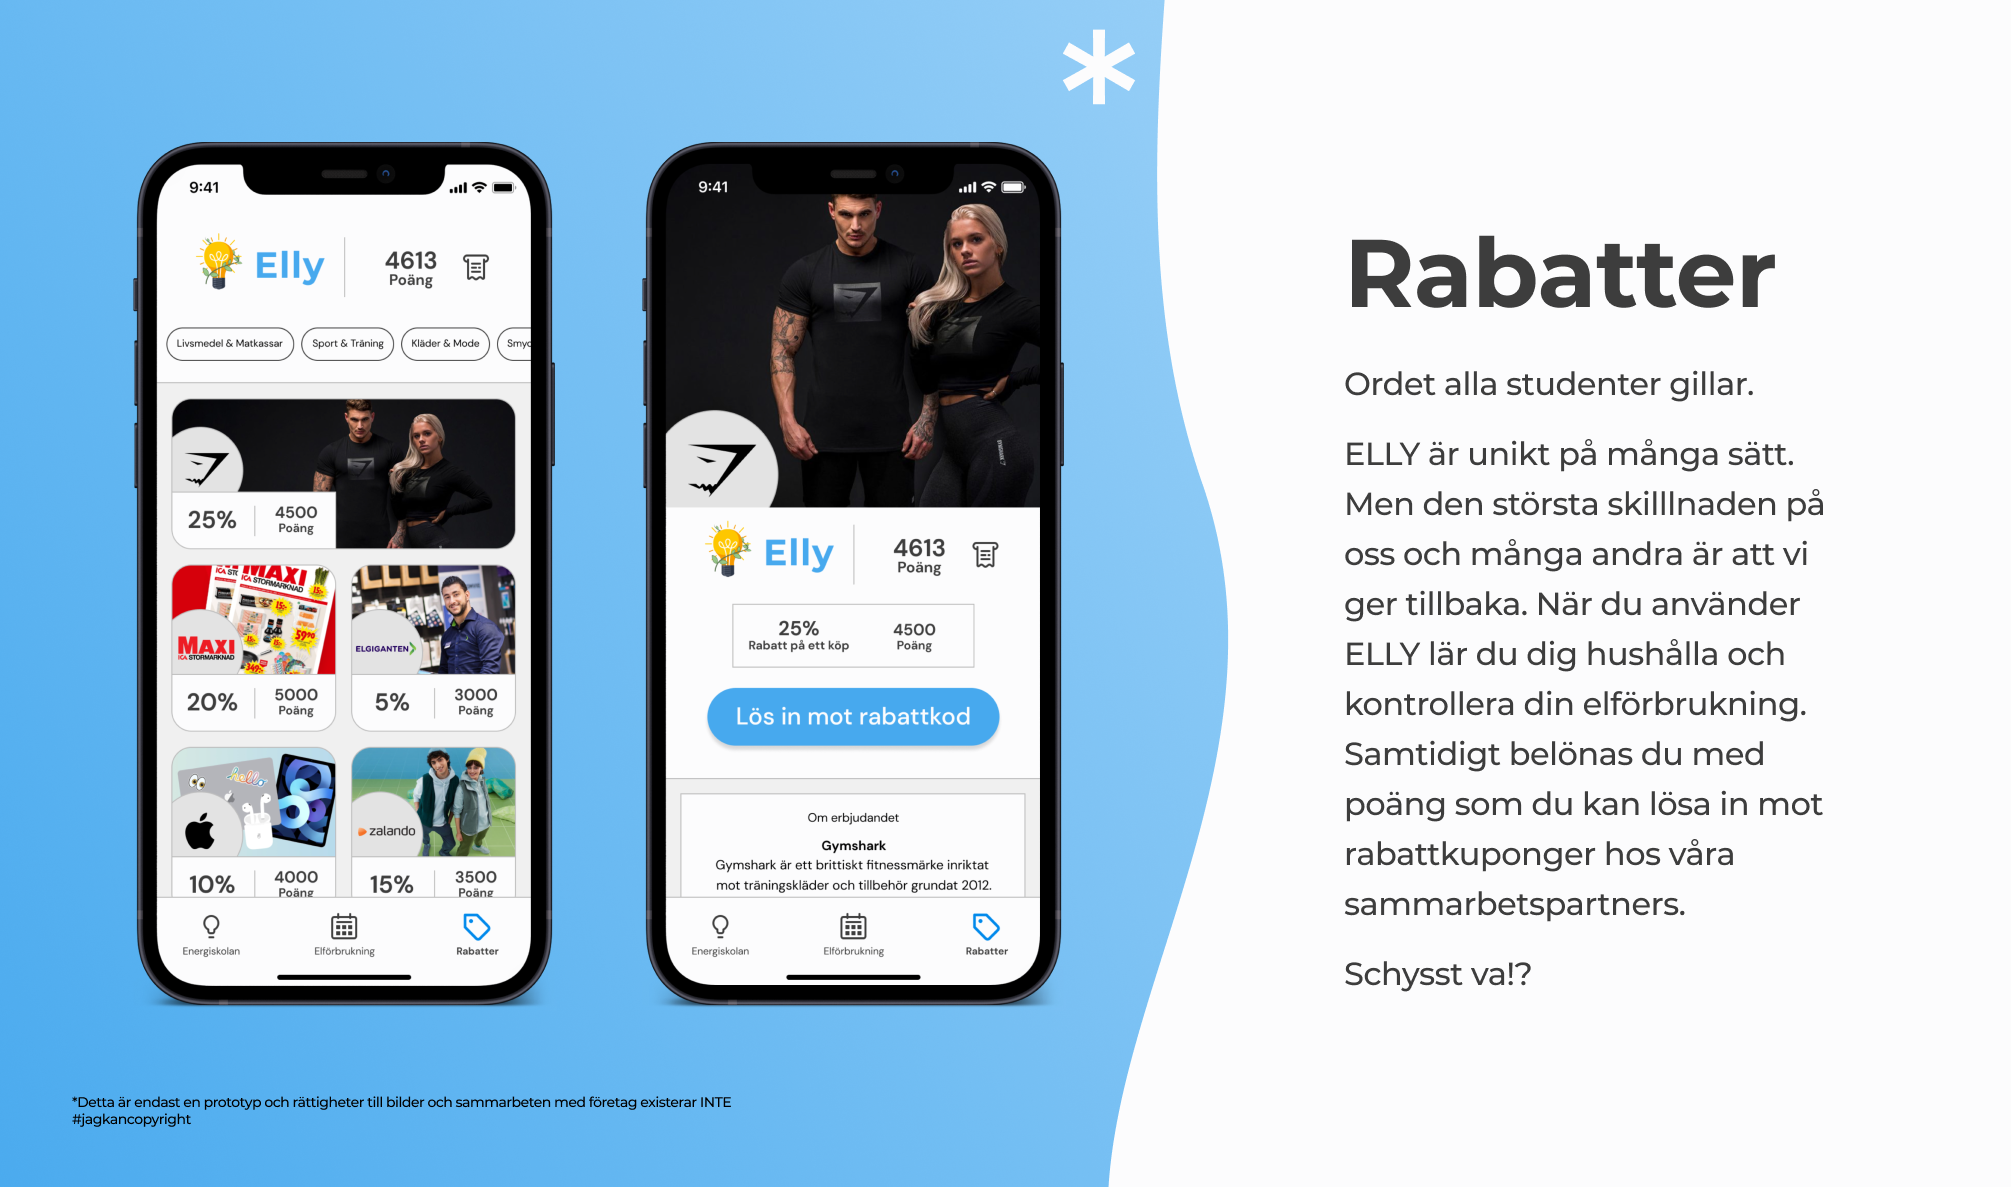 9:41
Elly
4613
Poäng
Livsmedel & Matkassar
Sport & Träning
Kläder & Mode
Smyc
25%
4500
Poäng
MAXI
ICA STORMARKNAD
MAXI
ICA STORMARKNAD
20%
5000
Poäng
ELGIGANTEN
5%
3000
Poäng
hello
10%
4000
Poäng
zalando
15%
3500
Poäng
Energiskolan
Elförbrukning
Rabatter
9:41
Elly
4613
Poäng
25%
Rabatt på ett köp
4500
Poäng
Lös in mot rabattkod
Om erbjudandet
Gymshark
Gymshark är ett brittiskt fitnessmärke inriktat
mot träningskläder och tillbehör grundat 2012.
Energiskolan
Elförbrukning
Rabatter
*
Rabatter
Ordet alla studenter gillar.
ELLY är unikt på många sätt.
Men den största skilllnaden på
oss och många andra är att vi
ger tillbaka. När du använder
ELLY lär du dig hushålla och
kontrollera din elförbrukning.
Samtidigt belönas du med
poäng som du kan lösa in mot
rabattkuponger hos våra
sammarbetspartners.
Schysst va!?
*Detta är endast en prototyp och rättigheter till bilder och sammarbeten med företag existerar INTE
#jagkancopyright